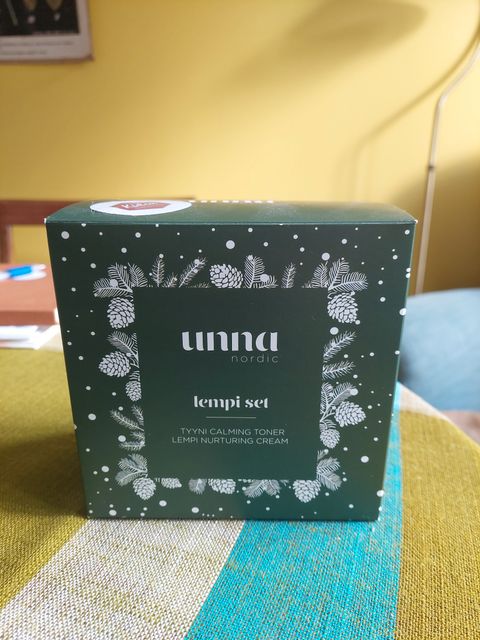 unna
nordic
lempi set
TYYNI CALMING TONER
LEMPI NURTURING CREAM